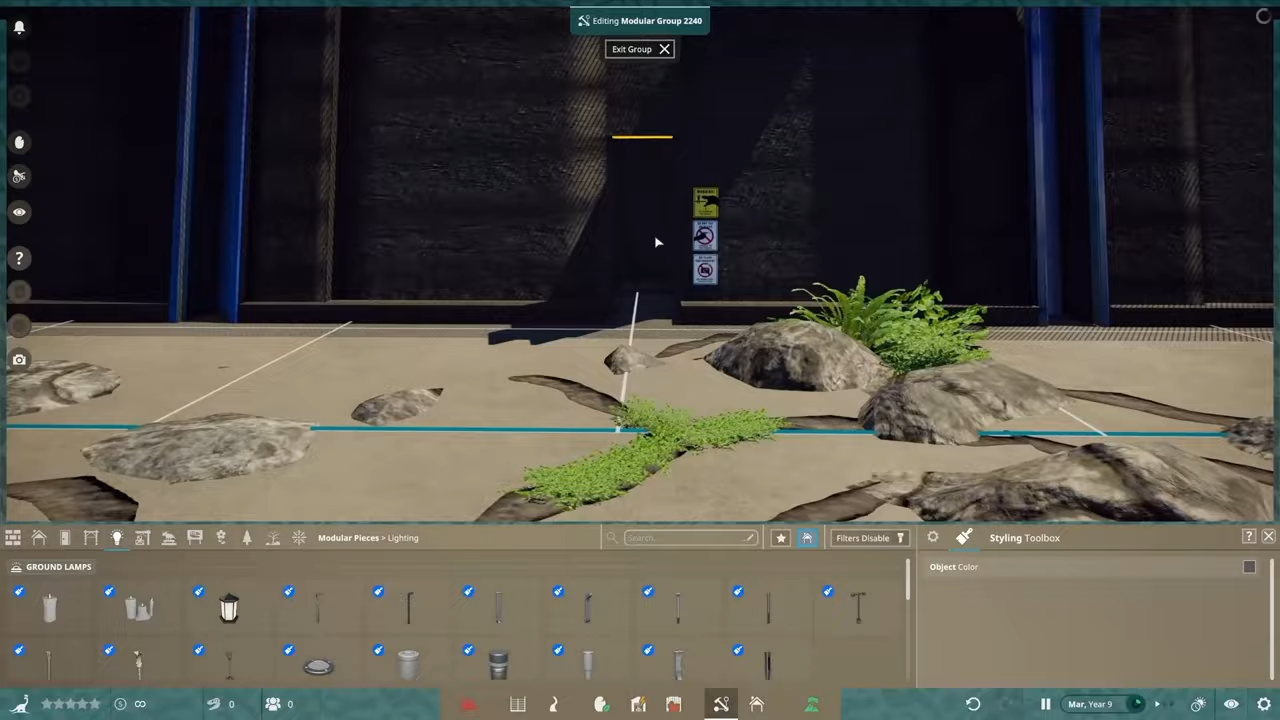 Editing Modular Group 2240
Exit Group
Modular Pieces > Lighting
Search...
Filters Disable
Styling Toolbox
?
Object Color
GROUND LAMPS
0
0
Mar, Year 9